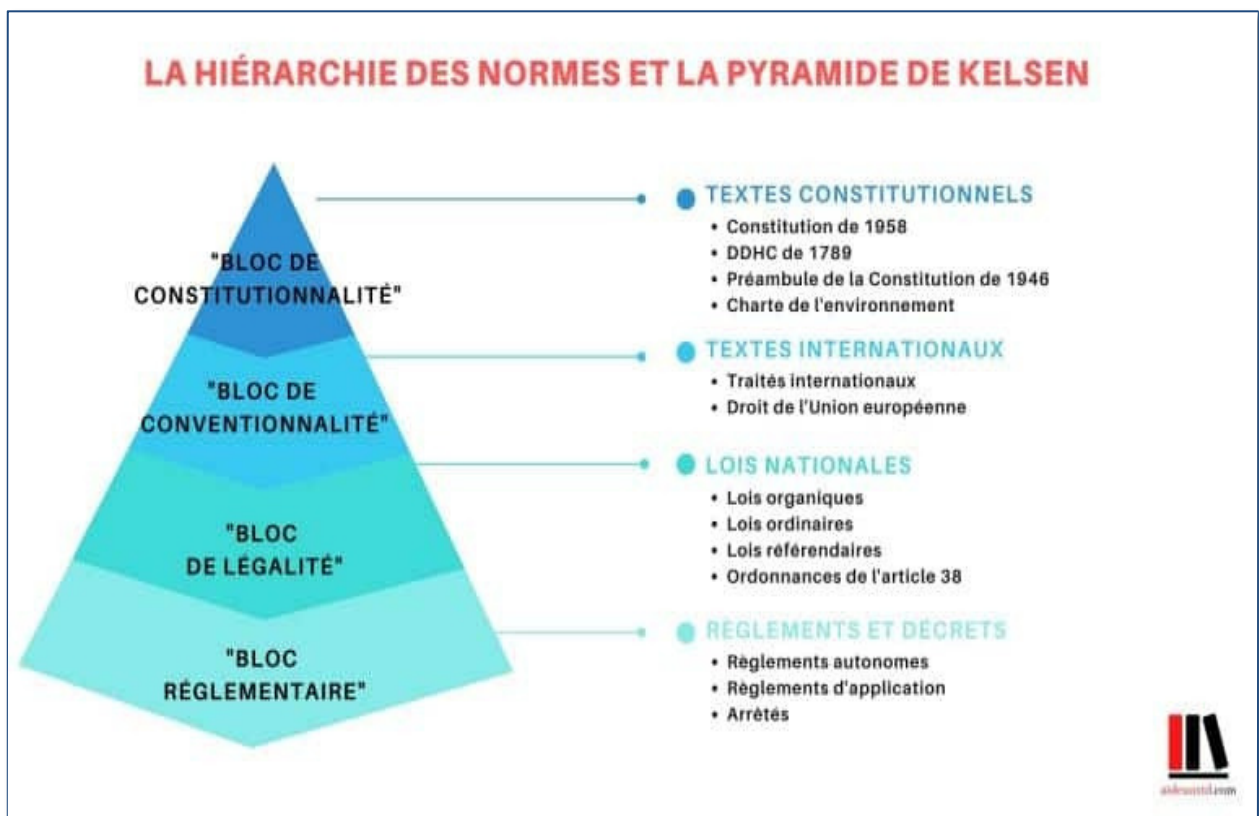 LA HIÉRARCHIE DES NORMES ET LA PYRAMIDE DE KELSEN
"BLOC DE
CONSTITUTIONNALITÉ"
"BLOC DE
CONVENTIONNALITÉ"
"BLOC
DE LÉGALITÉ"
"BLOC
RÉGLEMENTAIRE"
TEXTES CONSTITUTIONNELS
• Constitution de 1958
• DDHC de 1789
• Préambule de la Constitution de 1946
• Charte de l'environnement
TEXTES INTERNATIONAUX
• Traités internationaux
• Droit de l'Union européenne
LOIS NATIONALES
• Lois organiques
• Lois ordinaires
• Lois référendaires
• Ordonnances de l'article 38
RÈGLEMENTS ET DÉCRETS
• Règlements autonomes
• Règlements d'application
• Arrêtés